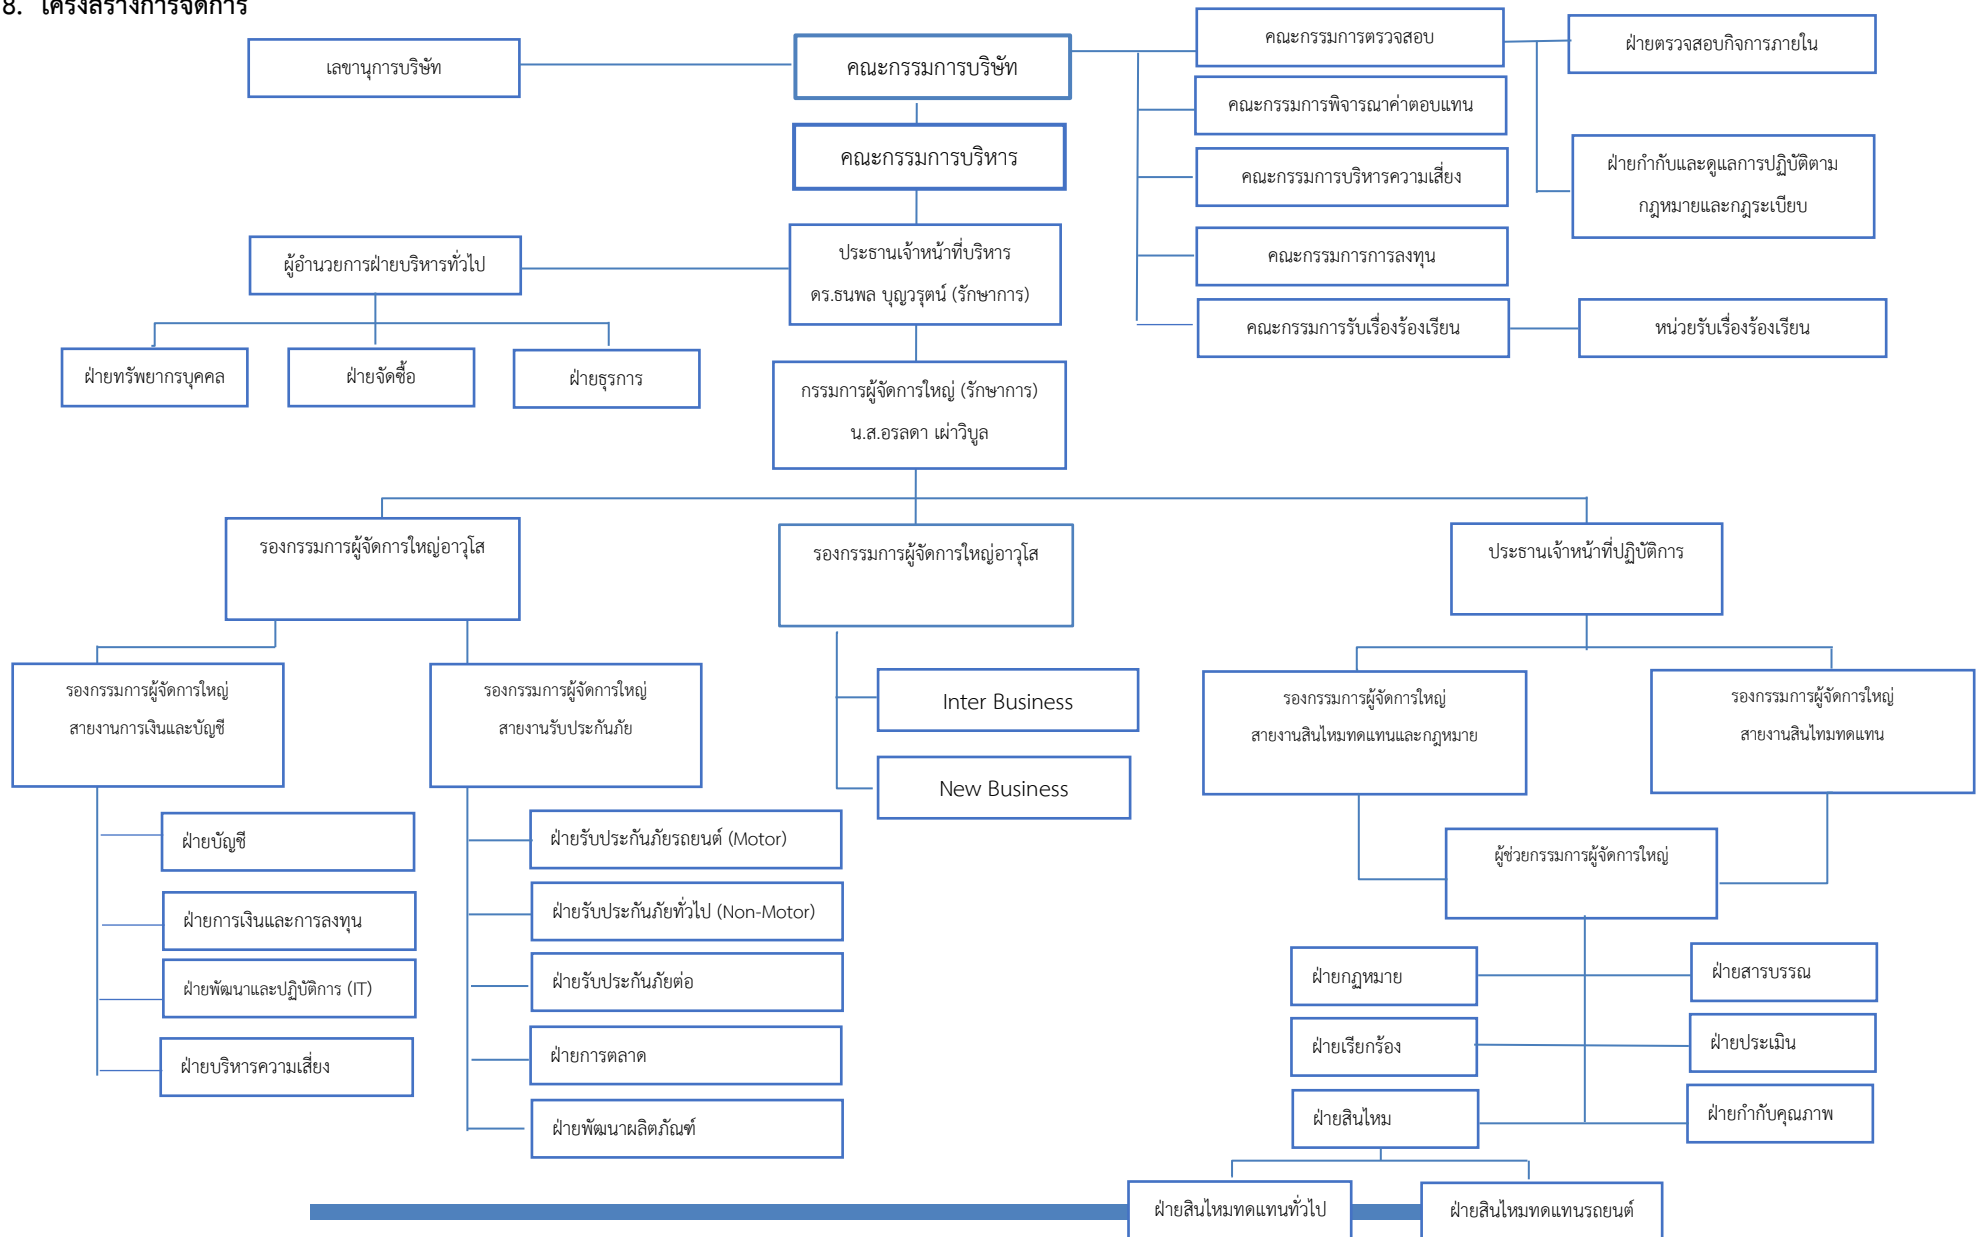 8. โครงสร้างการจัดการ
เลขานุการบริษัท
คณะกรรมการบริษัท
คณะกรรมการตรวจสอบ
ฝ่ายตรวจสอบกิจการภายใน
คณะกรรมการพิจารณาค่าตอบแทน
คณะกรรมการบริหาร
คณะกรรมการบริหารความเสี่ยง
ฝ่ายกำกับและดูแลการปฏิบัติตาม
กฎหมายและกฎระเบียบ
ผู้อำนวยการฝ่ายบริหารทั่วไป
ประธานเจ้าหน้าที่บริหาร
ดร.ธนพล บุญวรุตน์ (รักษาการ)
คณะกรรมการการลงทุน
คณะกรรมการรับเรื่องร้องเรียน
หน่วยรับเรื่องร้องเรียน
ฝ่ายทรัพยากรบุคคล
ฝ่ายจัดซื้อ
ฝ่ายธุรการ
กรรมการผู้จัดการใหญ่ (รักษาการ)
น.ส.อรลดา เผ่าวิบูล
รองกรรมการผู้จัดการใหญ่อาวุโส
รองกรรมการผู้จัดการใหญ่อาวุโส
ประธานเจ้าหน้าที่ปฏิบัติการ
รองกรรมการผู้จัดการใหญ่
สายงานการเงินและบัญชี
รองกรรมการผู้จัดการใหญ่
สายงานรับประกันภัย
Inter Business
New Business
รองกรรมการผู้จัดการใหญ่
สายงานสินไหมทดแทนและกฎหมาย
รองกรรมการผู้จัดการใหญ่
สายงานสินไทมทดแทน
ฝ่ายบัญชี
ฝ่ายการเงินและการลงทุน
ฝ่ายพัฒนาและปฏิบัติการ (IT)
ฝ่ายบริหารความเสี่ยง
ฝ่ายรับประกันภัยรถยนต์ (Motor)
ฝ่ายรับประกันภัยทั่วไป (Non-Motor)
ฝ่ายรับประกันภัยต่อ
ฝ่ายการตลาด
ฝ่ายพัฒนาผลิตภัณฑ์
ผู้ช่วยกรรมการผู้จัดการใหญ่
ฝ่ายกฎหมาย
ฝ่ายสารบรรณ
ฝ่ายเรียกร้อง
ฝ่ายประเมิน
ฝ่ายสินไหม
ฝ่ายกำกับคุณภาพ
ฝ่ายสินไหมทดแทนทั่วไป
ฝ่ายสินไหมทดแทนรถยนต์